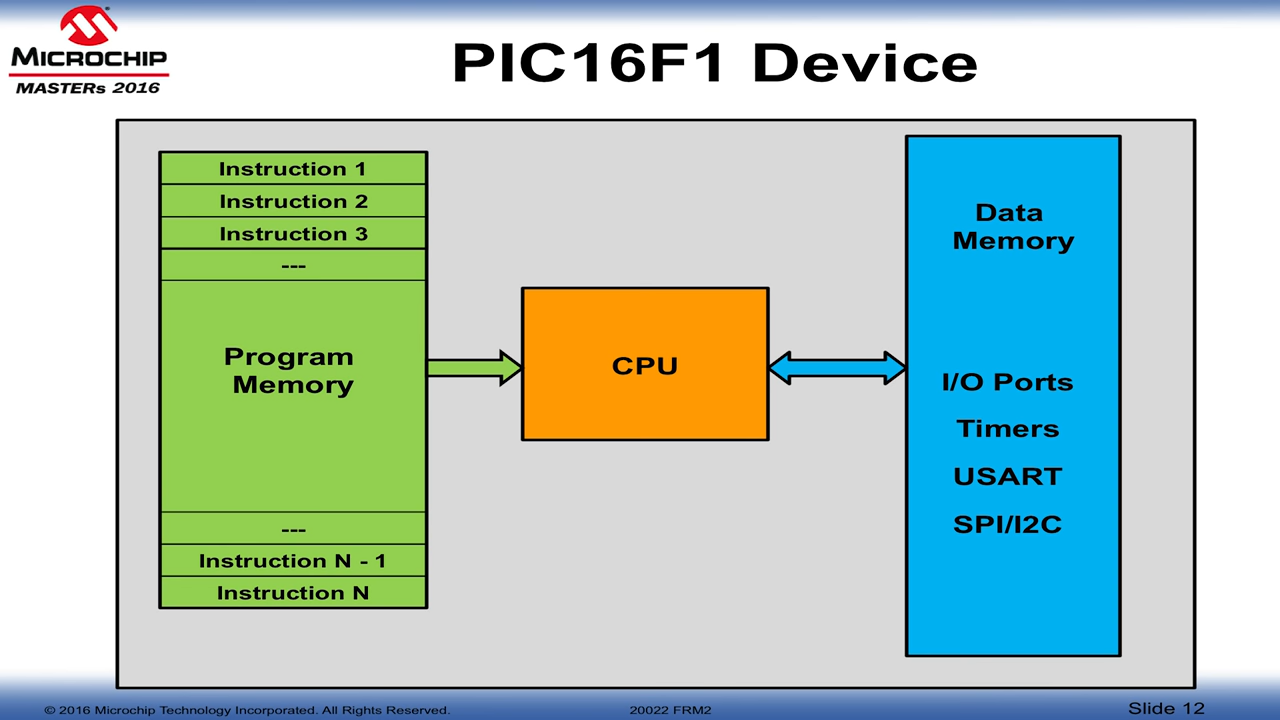 MICROCHIP
MASTERs 2016
PIC16F1 Device
Instruction 1
Instruction 2
Instruction 3
---
Program
Memory
---
Instruction N - 1
Instruction N
CPU
Data
Memory
I/O Ports
Timers
USART
SPI/I2C
© 2016 Microchip Technology Incorporated. All Rights Reserved.
20022 FRM2
Slide 12